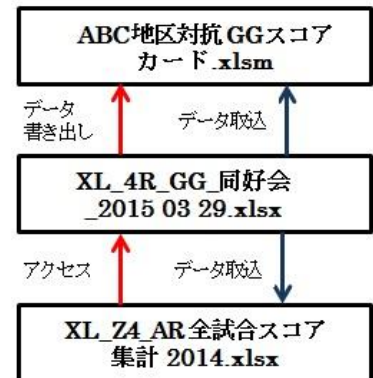 ABC地区対抗 GGスコア
カード.xlsm
データ
書き出し
データ取込
XL_4R_GG_同好会
_2015 03 29.xlsx
アクセス
データ取込
XL_Z4_AR全試合スコア
集計 2014.xlsx